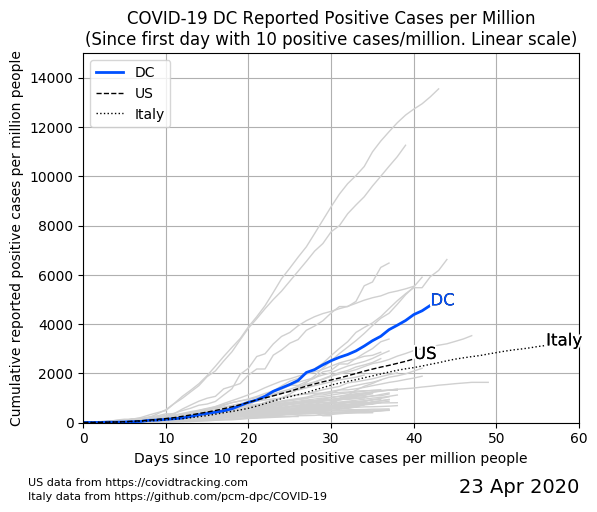 COVID-19 DC Reported Positive Cases per Million
(Since first day with 10 positive cases/million. Linear scale)
DC
US
Italy
14000
12000
10000
8000
6000
4000
2000
0
Cumulative reported positive cases per million people
DC
US
Italy
0 10 20 30 40 50 60
Days since 10 reported positive cases per million people
US data from https://covidtracking.com
Italy data from https://github.com/pcm-dpc/COVID-19
23 Apr 2020